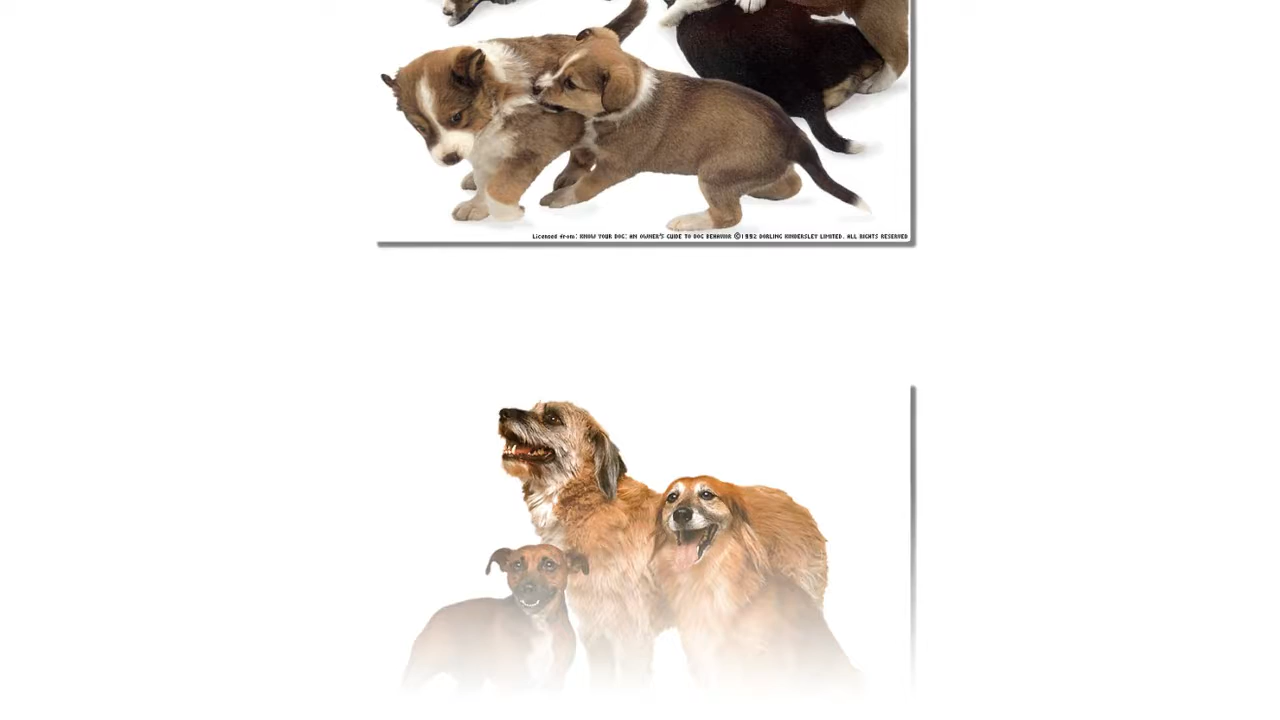 Licensed from: KNOW YOUR DOG: AN OWNER'S GUIDE TO DOG BEHAVIOR ©1992 DORLING KINDERSLEY LIMITED. ALL RIGHTS RESERVED